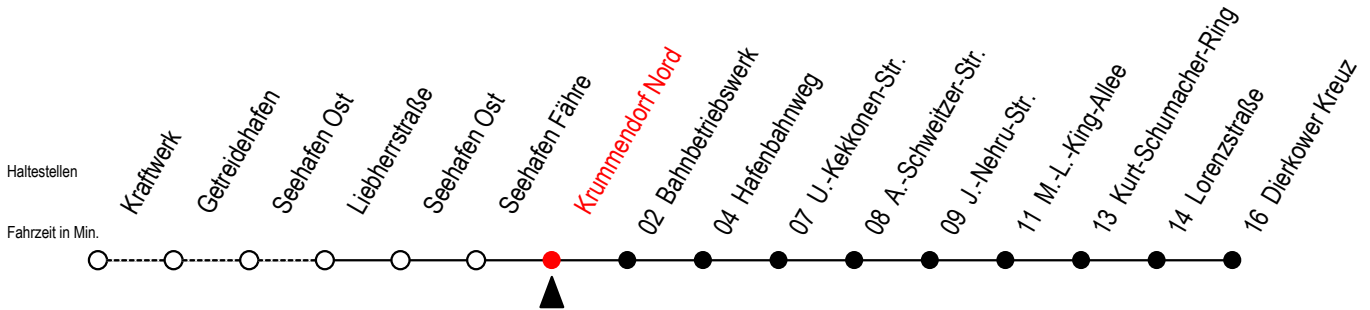 Haltestellen
Fahrzeit in Min.
Kraftwerk
Getreidehafen
Seehafen Ost
Liebherrstraße
Seehafen Ost
Seehafen Fähre
Krummendorf Nord
02 Bahnbetriebswerk
04 Hafenbahnweg
07 U.-Kekkonen-Str.
08 A.-Schweitzer-Str.
09 J.-Nehru-Str.
11 M.-L.-King-Allee
13 Kurt-Schumacher-Ring
14 Lorenzstraße
16 Dierkower Kreuz